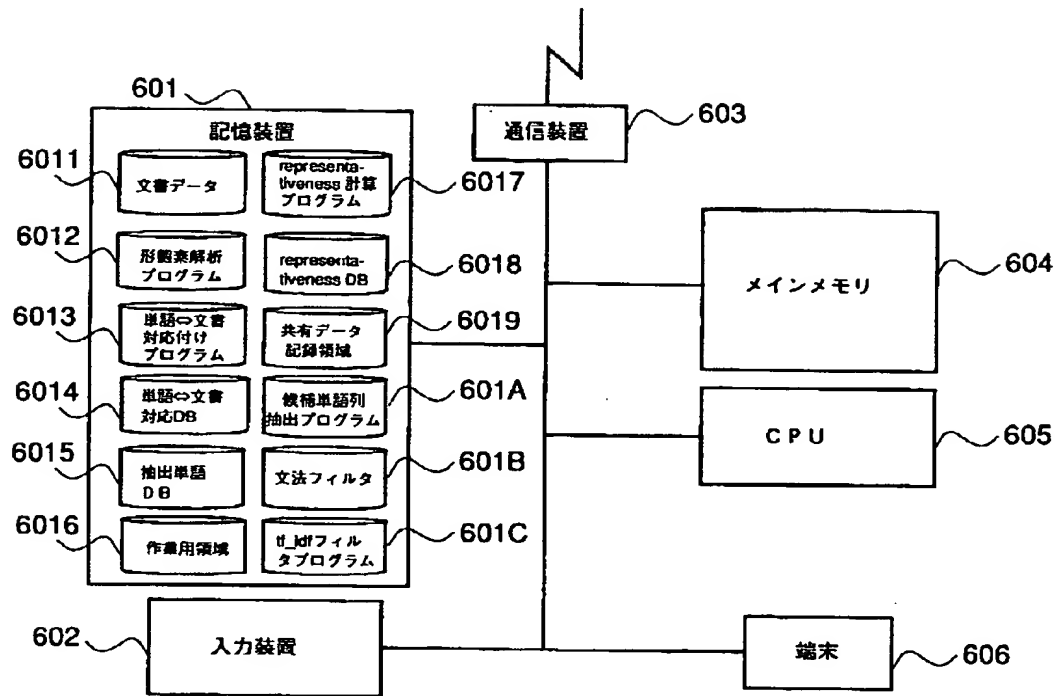 601
記憶装置
6011
文書データ
representa-
tiveness 計算
プログラム
6017
6012
形態素解析
プログラム
representa-
tiveness DB
6018
6013
単語⇔文書
対応付け
プログラム
共有データ
記録領域
6019
6014
単語⇔文書
対応DB
候補単語列
抽出プログラム
601A
6015
抽出単語
DB
文法フィルタ
601B
6016
作業用領域
tf_idfフィル
タプログラム
601C
602
入力装置
通信装置
603
メインメモリ
604
CPU
605
端末
606